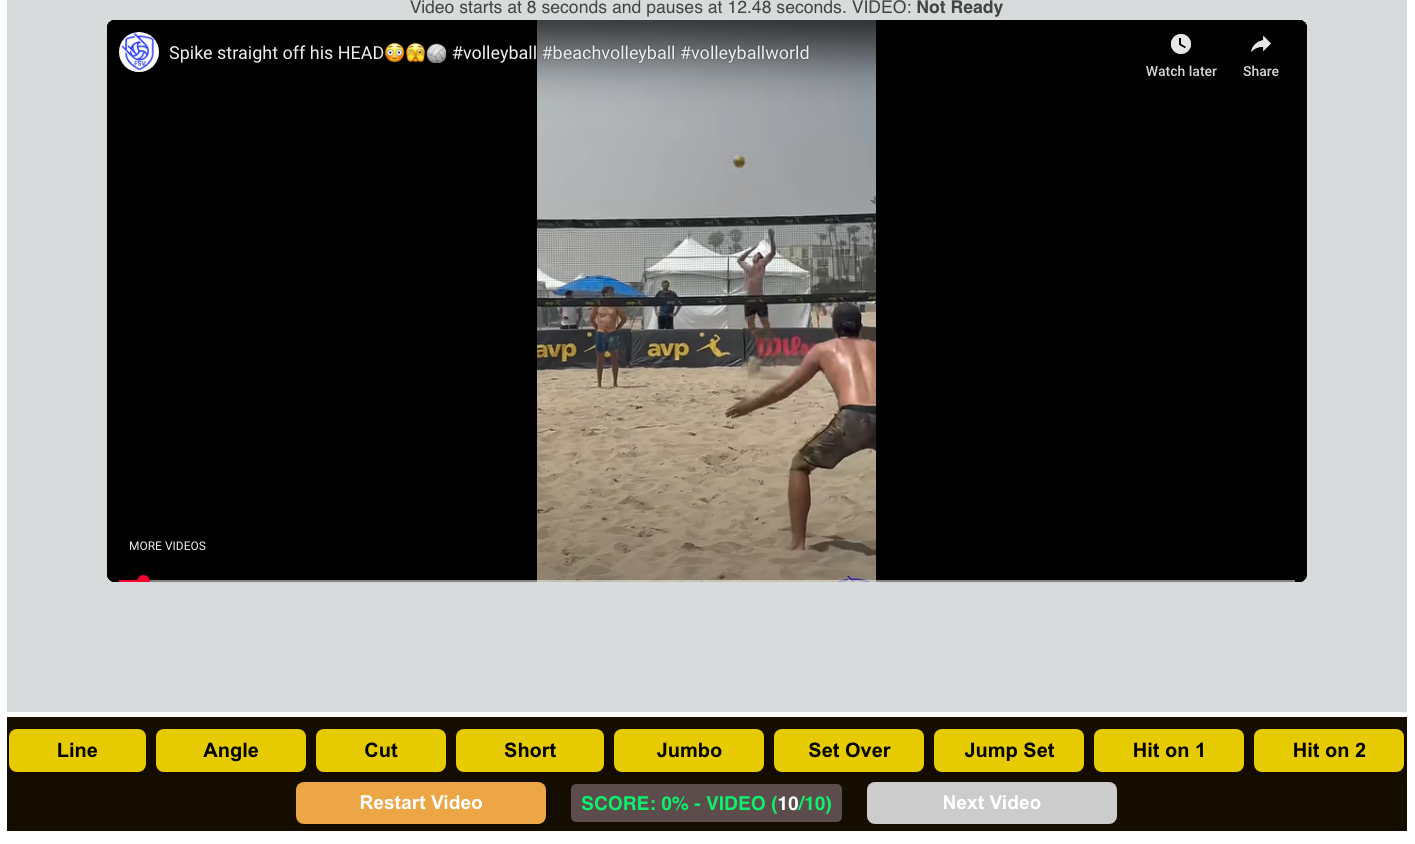 Video starts at 8 seconds and pauses at 12.48 seconds. VIDEO: Not Ready
Spike straight off his HEAD😳🫣🏐 #volleyball #beachvolleyball #volleyballworld
Watch later
Share
avp
avp
Wils
MORE VIDEOS
Line
Angle
Cut
Short
Jumbo
Set Over
Jump Set
Hit on 1
Hit on 2
Restart Video
SCORE: 0% - VIDEO (10/10)
Next Video